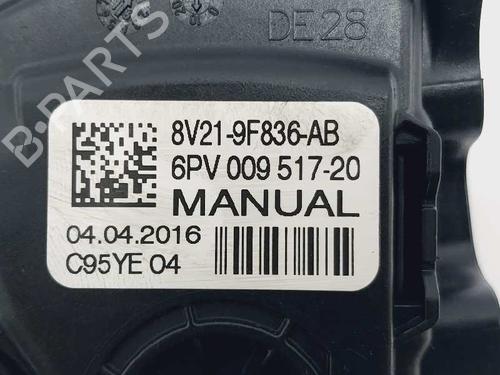 DE28
8V21-9F836-AB
6PV 009 517-20
MANUAL
04.04.2016
C95YE 04
B-PARTS